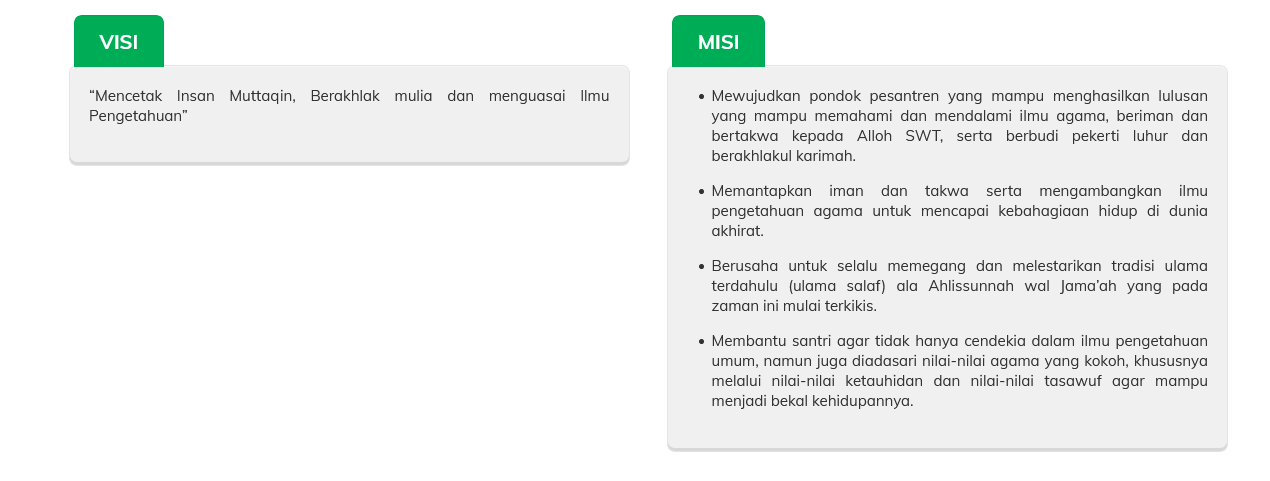 VISI
“Mencetak Insan Muttaqin, Berakhlak mulia dan menguasai Ilmu
Pengetahuan”
MISI
• Mewujudkan pondok pesantren yang mampu menghasilkan lulusan
yang mampu memahami dan mendalami ilmu agama, beriman dan
bertakwa kepada Alloh SWT, serta berbudi pekerti luhur dan
berakhlakul karimah.
• Memantapkan iman dan takwa serta mengambangkan ilmu
pengetahuan agama untuk mencapai kebahagiaan hidup di dunia
akhirat.
• Berusaha untuk selalu memegang dan melestarikan tradisi ulama
terdahulu (ulama salaf) ala Ahlissunnah wal Jama’ah yang pada
zaman ini mulai terkikis.
• Membantu santri agar tidak hanya cendekia dalam ilmu pengetahuan
umum, namun juga diadasari nilai-nilai agama yang kokoh, khususnya
melalui nilai-nilai ketauhidan dan nilai-nilai tasawuf agar mampu
menjadi bekal kehidupannya.